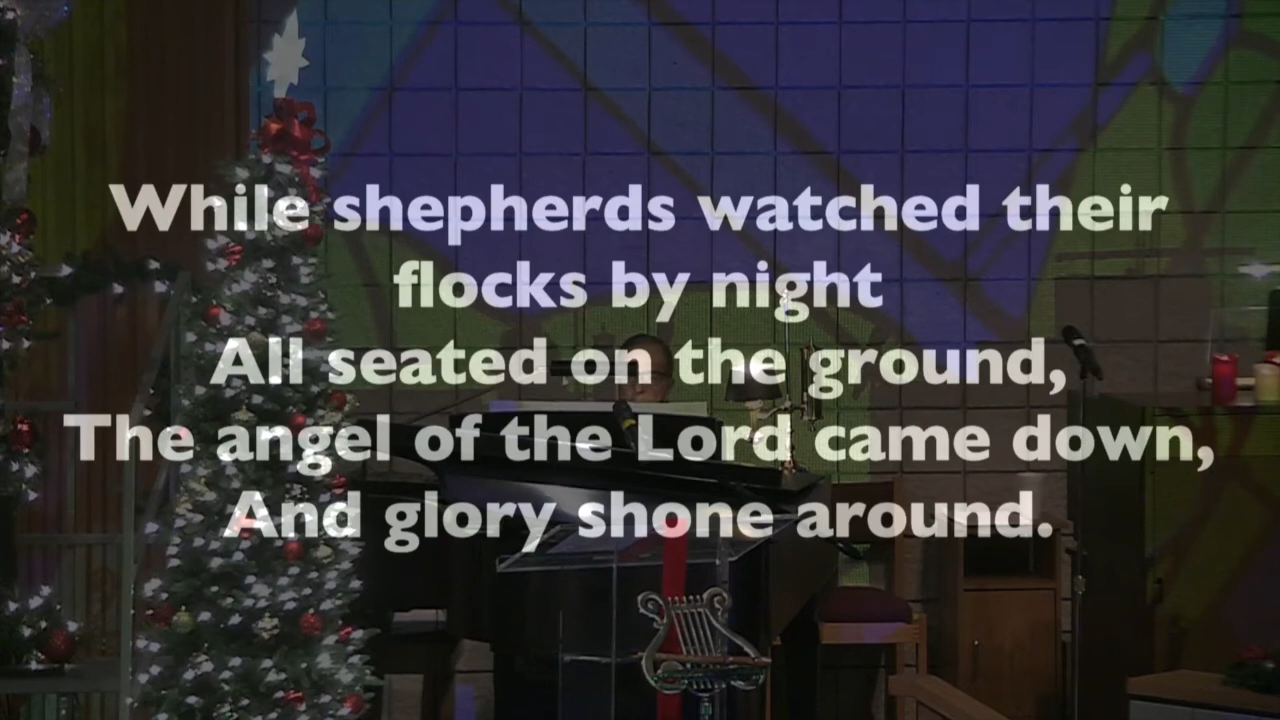 While shepherds watched their
flocks by night
All seated on the ground,
The angel of the Lord came down,
And glory shone around.